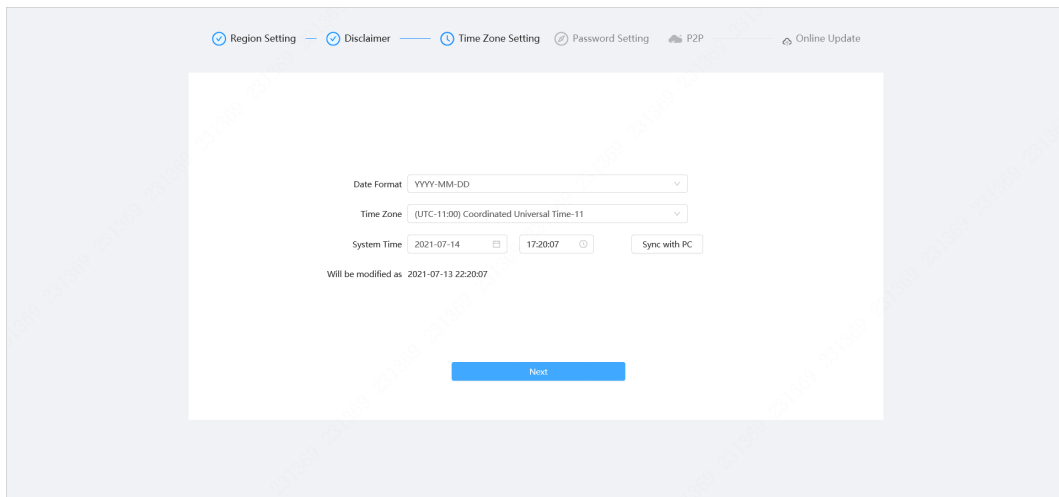 Region Setting Disclaimer Time Zone Setting Password Setting P2P Online Update
Date Format YYYY-MM-DD
Time Zone (UTC-11:00) Coordinated Universal Time-11
System Time 2021-07-14 17:20:07 Sync with PC
Will be modified as 2021-07-13 22:20:07
Next